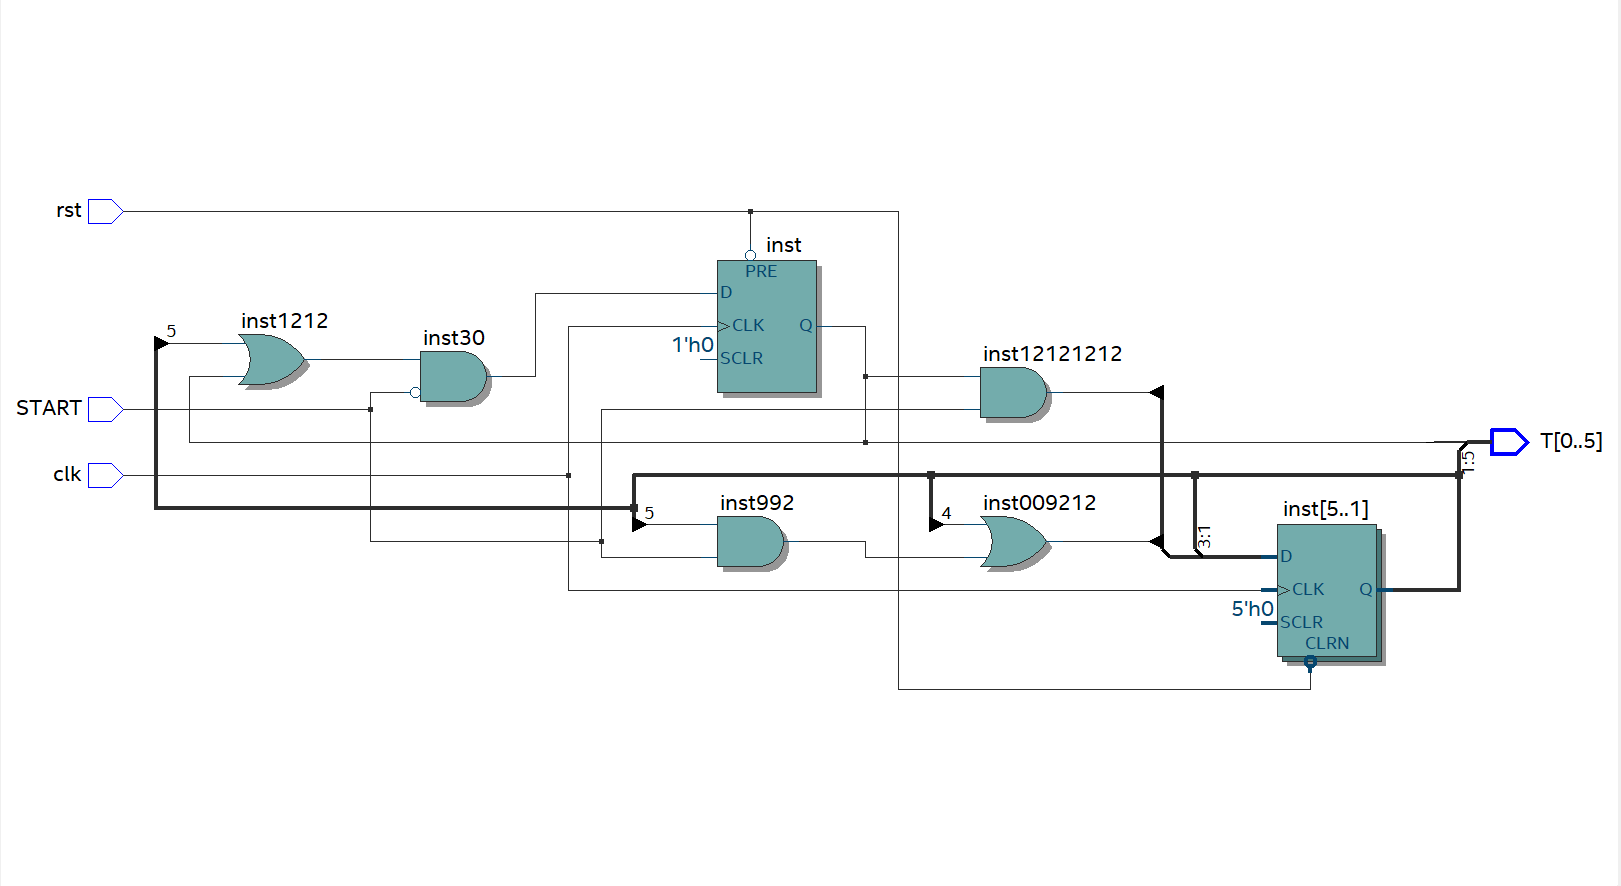 rst
inst
PRE
D
CLK
Q
1'h0
SCLR
5
inst1212
inst30
inst12121212
START
T[0..5]
1:5
clk
5
inst992
4
inst009212
3:1
inst[5..1]
D
CLK
Q
5'h0
SCLR
CLRN